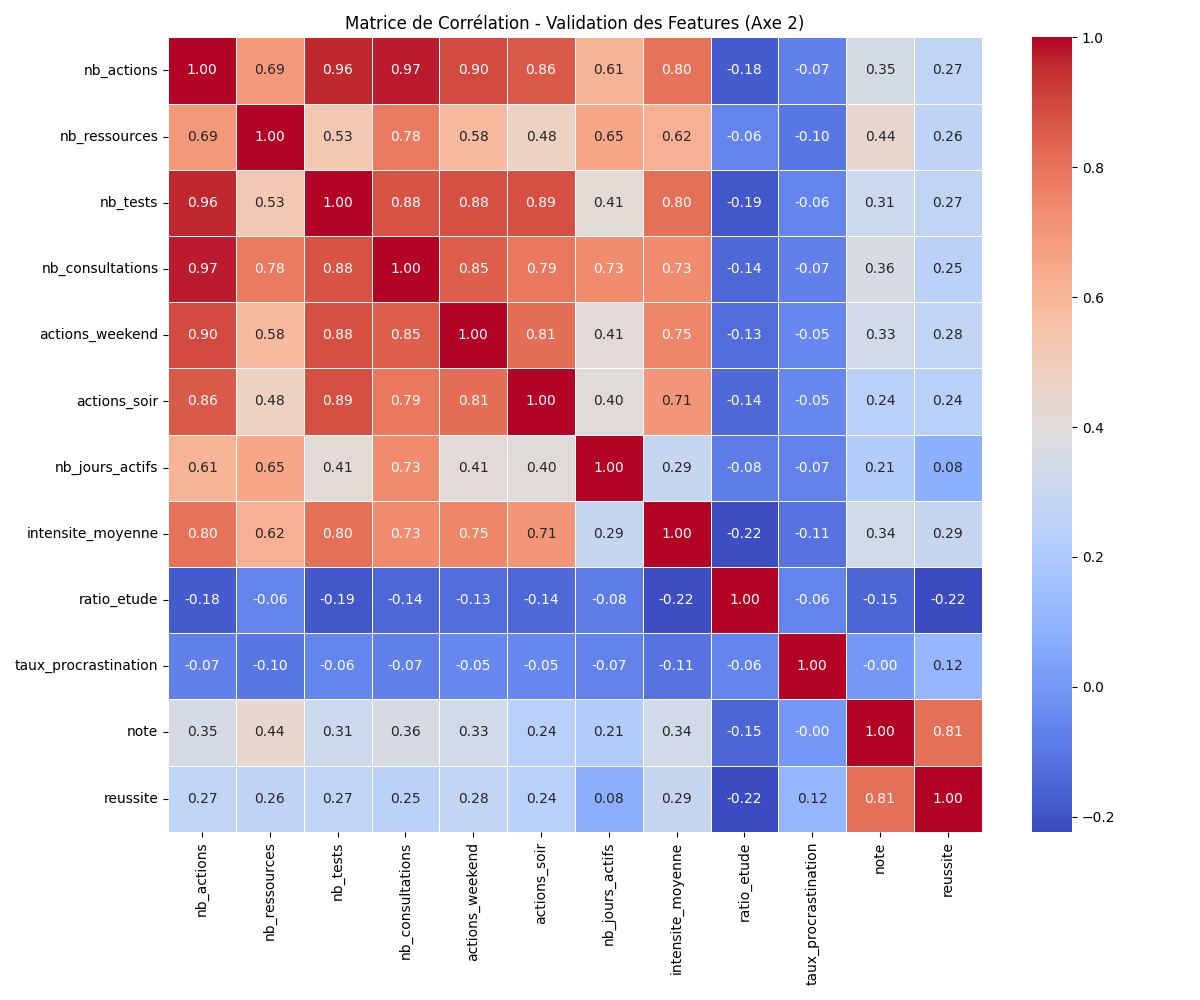 Matrice de Corrélation - Validation des Features (Axe 2)
nb_actions 1.00 0.69 0.96 0.97 0.90 0.86 0.61 0.80 -0.18 -0.07 0.35 0.27
nb_ressources 0.69 1.00 0.53 0.78 0.58 0.48 0.65 0.62 -0.06 -0.10 0.44 0.26
nb_tests 0.96 0.53 1.00 0.88 0.88 0.89 0.41 0.80 -0.19 -0.06 0.31 0.27
nb_consultations 0.97 0.78 0.88 1.00 0.85 0.79 0.73 0.73 -0.14 -0.07 0.36 0.25
actions_weekend 0.90 0.58 0.88 0.85 1.00 0.81 0.41 0.75 -0.13 -0.05 0.33 0.28
actions_soir 0.86 0.48 0.89 0.79 0.81 1.00 0.40 0.71 -0.14 -0.05 0.24 0.24
nb_jours_actifs 0.61 0.65 0.41 0.73 0.41 0.40 1.00 0.29 -0.08 -0.07 0.21 0.08
intensite_moyenne 0.80 0.62 0.80 0.73 0.75 0.71 0.29 1.00 -0.22 -0.11 0.34 0.29
ratio_etude -0.18 -0.06 -0.19 -0.14 -0.13 -0.14 -0.08 -0.22 1.00 -0.06 -0.15 -0.22
taux_procrastination -0.07 -0.10 -0.06 -0.07 -0.05 -0.05 -0.07 -0.11 -0.06 1.00 -0.00 0.12
note 0.35 0.44 0.31 0.36 0.33 0.24 0.21 0.34 -0.15 -0.00 1.00 0.81
reussite 0.27 0.26 0.27 0.25 0.28 0.24 0.08 0.29 -0.22 0.12 0.81 1.00
nb_actions
nb_ressources
nb_tests
nb_consultations
actions_weekend
actions_soir
nb_jours_actifs
intensite_moyenne
ratio_etude
taux_procrastination
note
reussite
1.0
0.8
0.6
0.4
0.2
0.0
−0.2